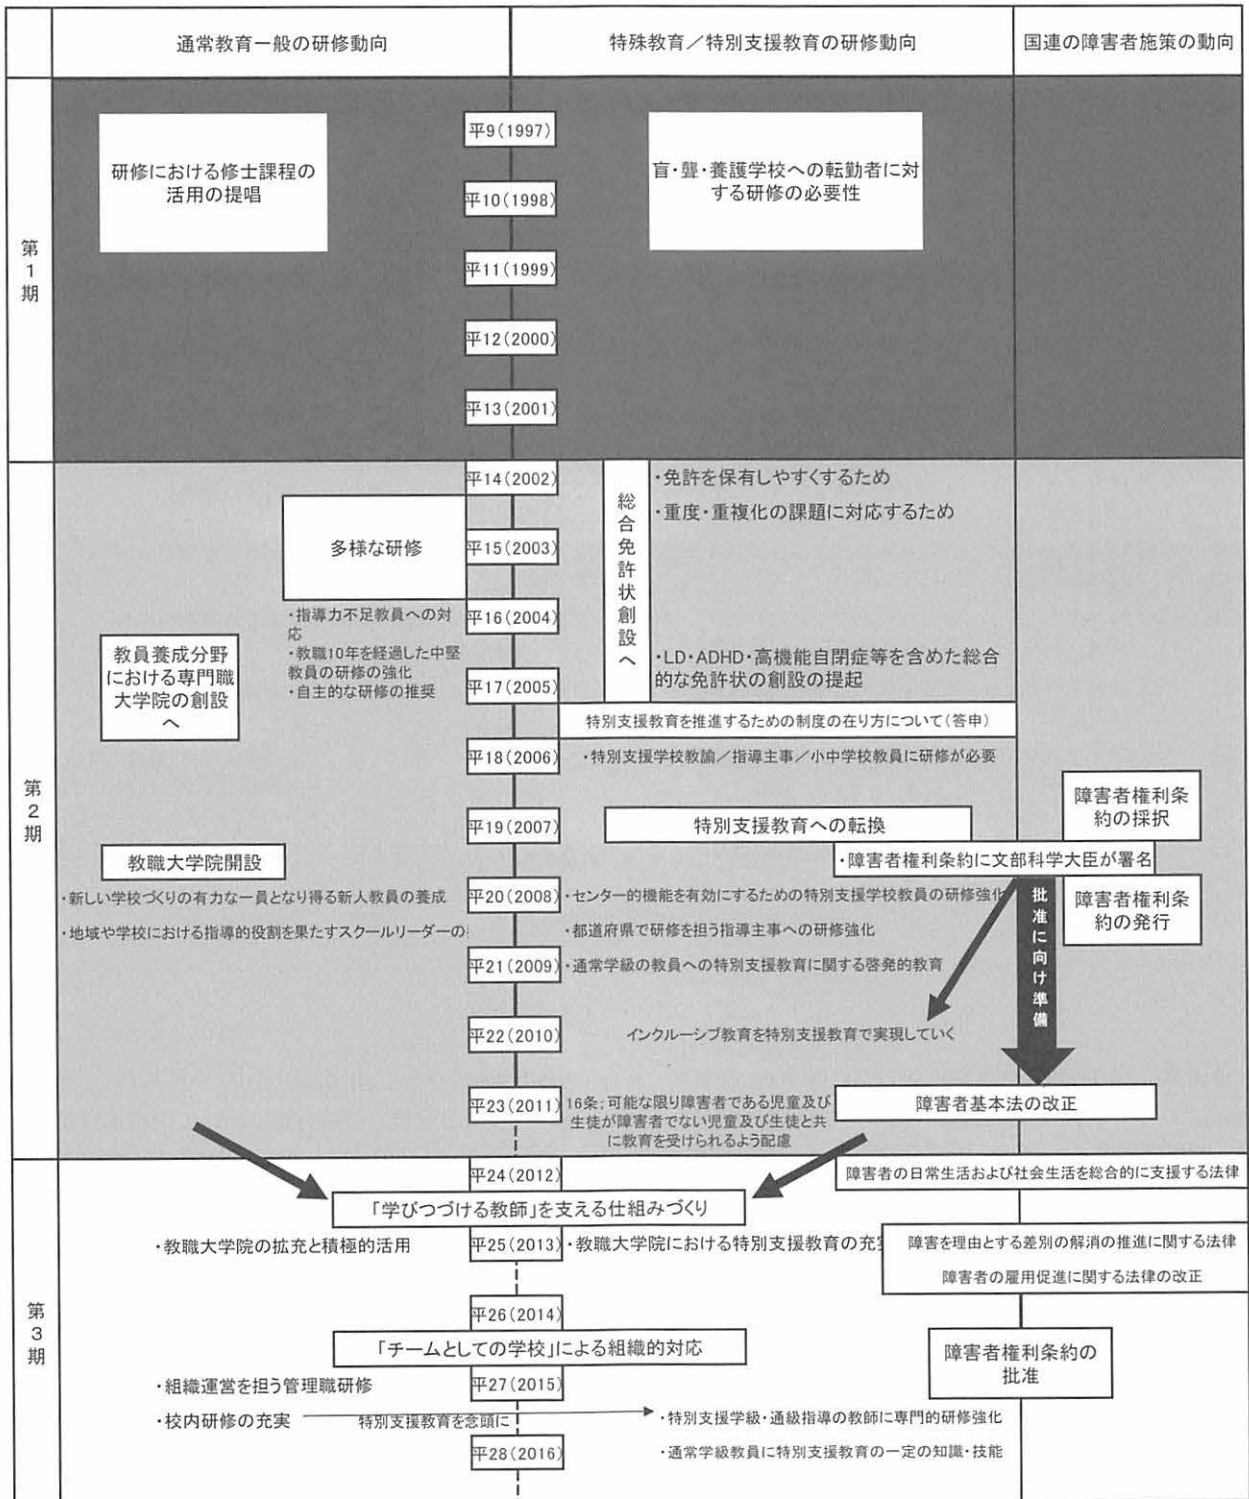 通常教育一般の研修動向
特殊教育／特別支援教育の研修動向
国連の障害者施策の動向
第1期
研修における修士課程の
活用の提唱
平9(1997)
盲・聾・養護学校への転勤者に対
する研修の必要性
平10(1998)
平11(1999)
平12(2000)
平13(2001)
第2期
平14(2002)
総合免許状創設へ
・免許を保有しやすくするため
・重度・重複化の課題に対応するため
多様な研修
平15(2003)
・指導力不足教員への対
応
・教職10年を経過した中堅
教員の研修の強化
・自主的な研修の推奨
平16(2004)
教員養成分野
における専門職
大学院の創設
へ
・LD・ADHD・高機能自閉症等を含めた総合
的な免許状の創設の提起
平17(2005)
特別支援教育を推進するための制度の在り方について(答申)
平18(2006)
・特別支援学校教諭／指導主事／小中学校教員に研修が必要
障害者権利条
約の採択
平19(2007)
特別支援教育への転換
教職大学院開設
・障害者権利条約に文部科学大臣が署名
・新しい学校づくりの有力な一員となり得る新人教員の養成
平20(2008)
・センター的機能を有効にするための特別支援学校教員の研修強化
批准に向け準備
障害者権利条
約の発行
・地域や学校における指導的役割を果たすスクールリーダーの
・都道府県で研修を担う指導主事への研修強化
平21(2009)
・通常学級の教員への特別支援教育に関する啓発的教育
平22(2010)
インクルーシブ教育を特別支援教育で実現していく
平23(2011)
16条;可能な限り障害者である児童及び
生徒が障害者でない児童及び生徒と共
に教育を受けられるよう配慮
障害者基本法の改正
第3期
平24(2012)
障害者の日常生活および社会生活を総合的に支援する法律
「学びつづける教師」を支える仕組みづくり
・教職大学院の拡充と積極的活用
平25(2013)
・教職大学院における特別支援教育の充
障害を理由とする差別の解消の推進に関する法律
障害者の雇用促進に関する法律の改正
平26(2014)
「チームとしての学校」による組織的対応
障害者権利条約の
批准
・組織運営を担う管理職研修
平27(2015)
・校内研修の充実
特別支援教育を念頭に
・特別支援学級・通級指導の教師に専門的研修強化
平28(2016)
・通常学級教員に特別支援教育の一定の知識・技能